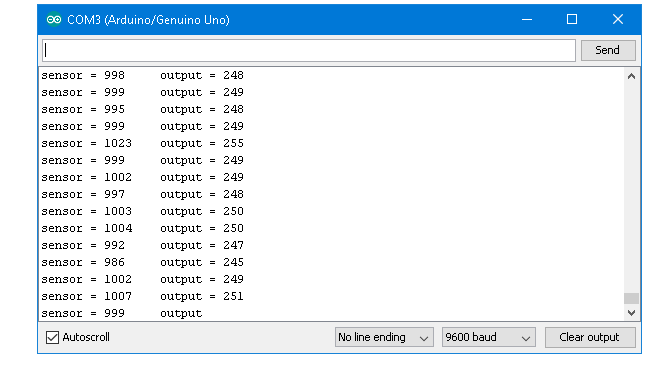 COM3 (Arduino/Genuino Uno)
Send
sensor = 998 output = 248
sensor = 999 output = 249
sensor = 995 output = 248
sensor = 999 output = 249
sensor = 1023 output = 255
sensor = 999 output = 249
sensor = 1002 output = 249
sensor = 997 output = 248
sensor = 1003 output = 250
sensor = 1004 output = 250
sensor = 992 output = 247
sensor = 986 output = 245
sensor = 1002 output = 249
sensor = 1007 output = 251
sensor = 999 output
Autoscroll No line ending 9600 baud Clear output